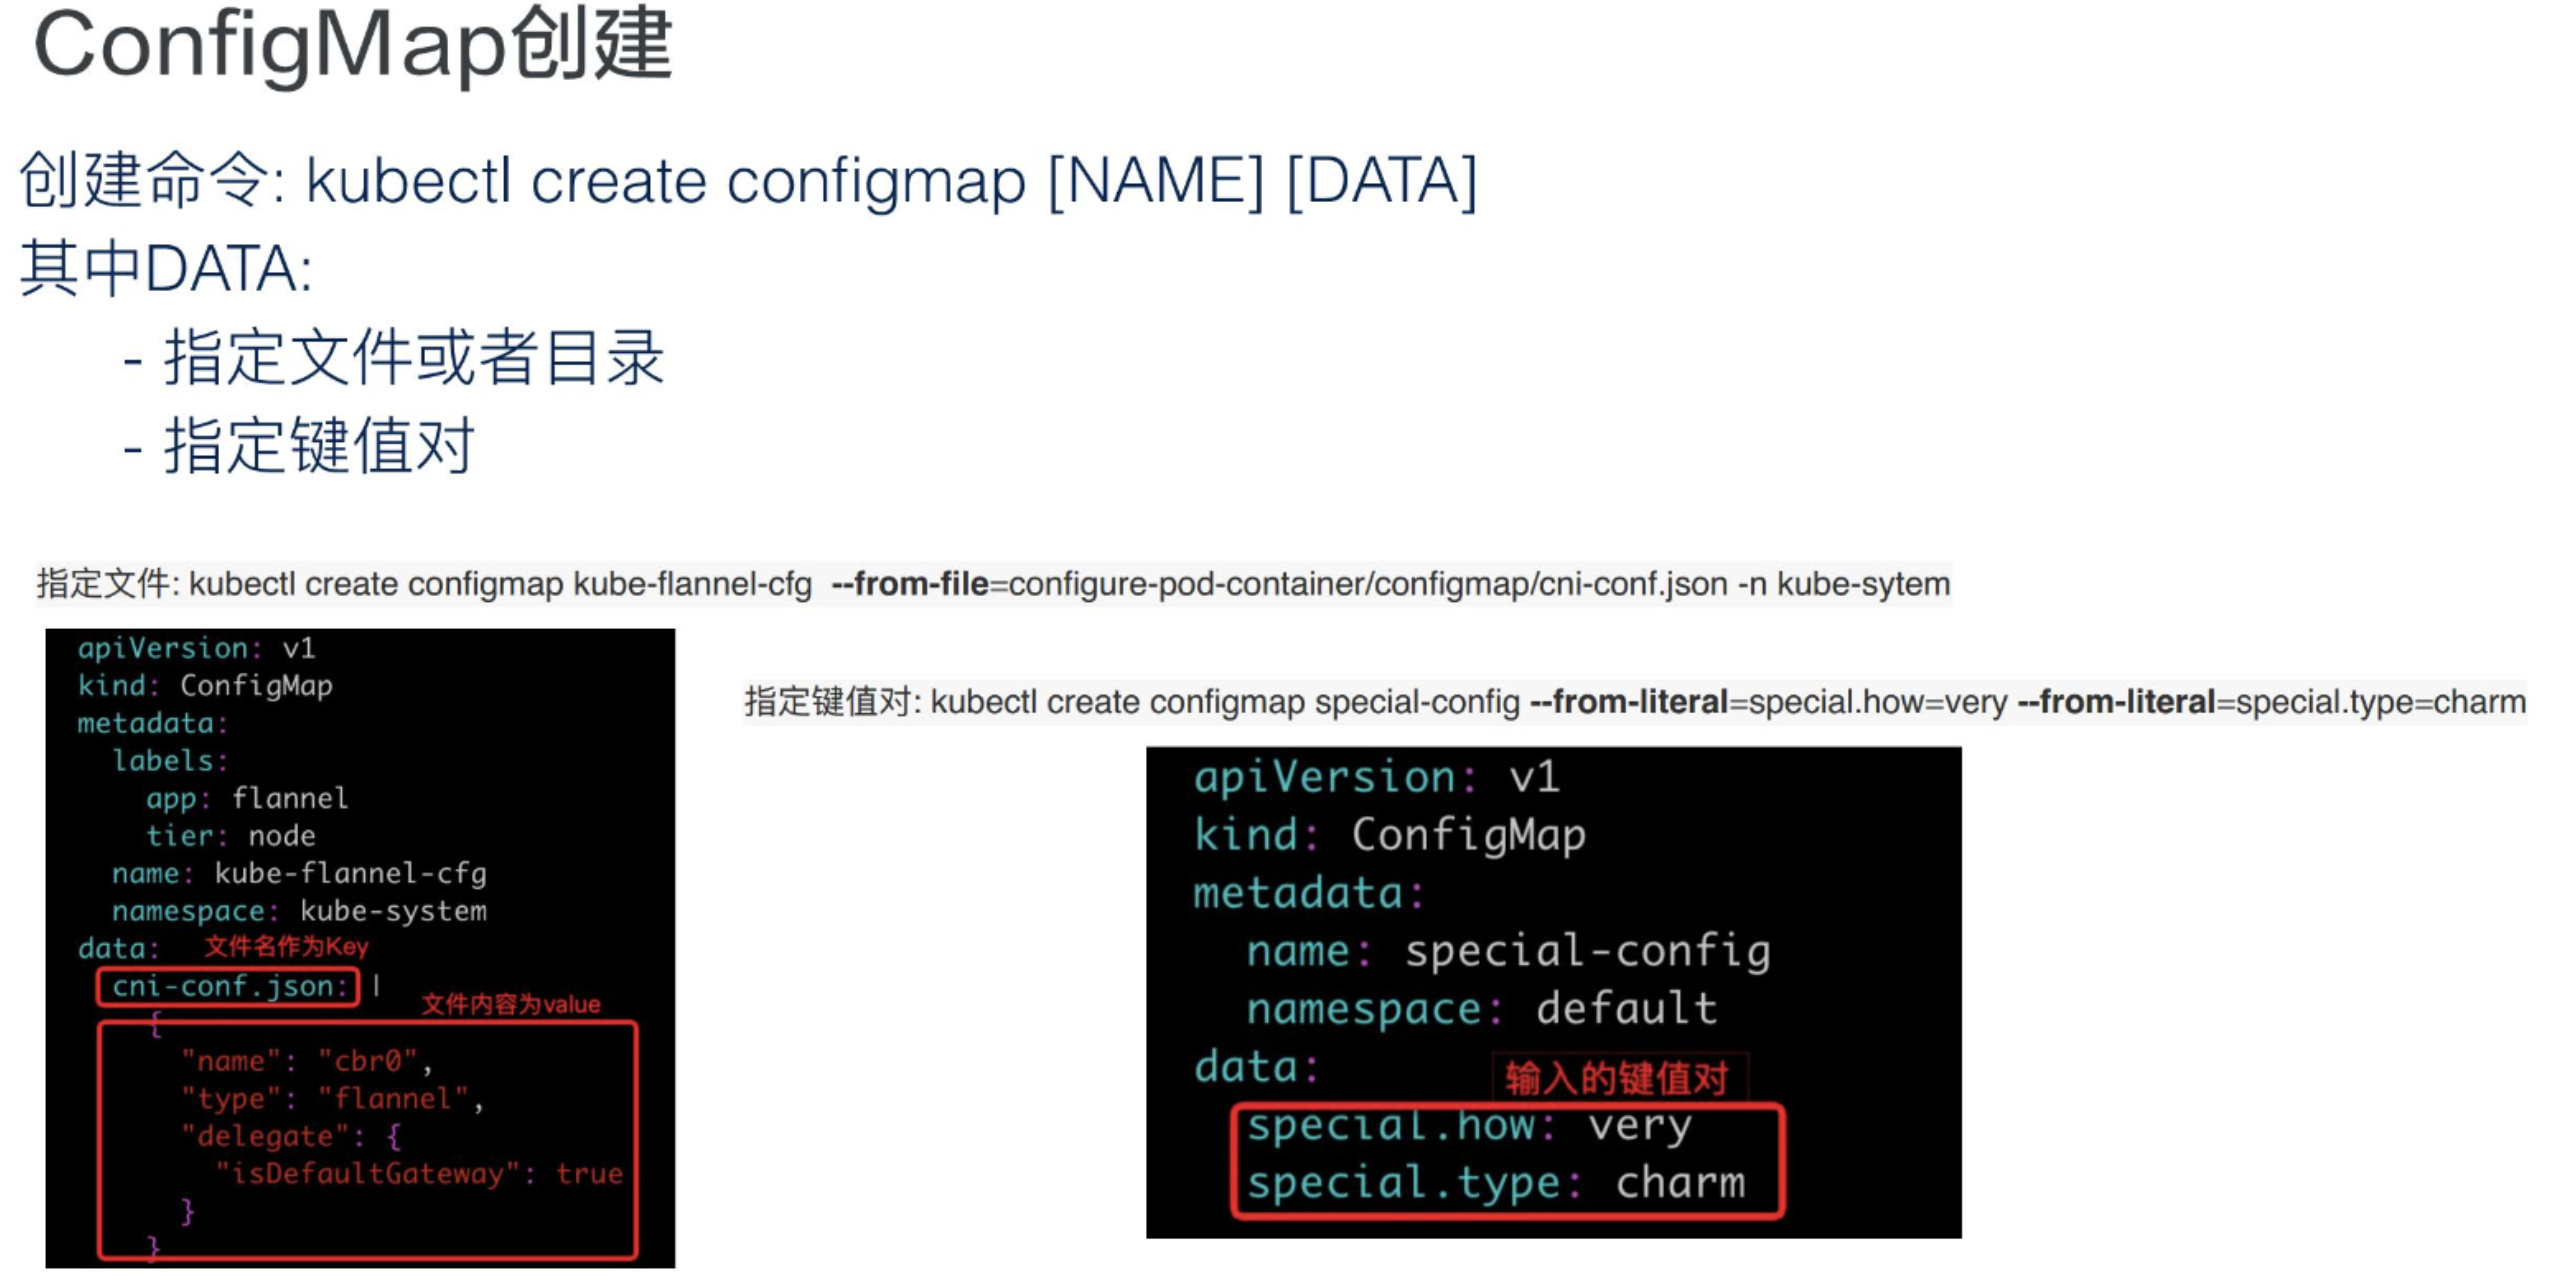 ConfigMap创建
创建命令: kubectl create configmap [NAME] [DATA]
其中DATA:
- 指定文件或者目录
- 指定键值对
指定文件: kubectl create configmap kube-flannel-cfg --from-file=configure-pod-container/configmap/cni-conf.json -n kube-sytem
apiVersion: v1
kind: ConfigMap
metadata:
labels:
app: flannel
tier: node
name: kube-flannel-cfg
namespace: kube-system
data: 文件名作为Key
cni-conf.json: |
文件内容为value
{
"name": "cbr0",
"type": "flannel",
"delegate": {
"isDefaultGateway": true
}
}
指定键值对: kubectl create configmap special-config --from-literal=special.how=very --from-literal=special.type=charm
apiVersion: v1
kind: ConfigMap
metadata:
name: special-config
namespace: default
data:
输入的键值对
special.how: very
special.type: charm